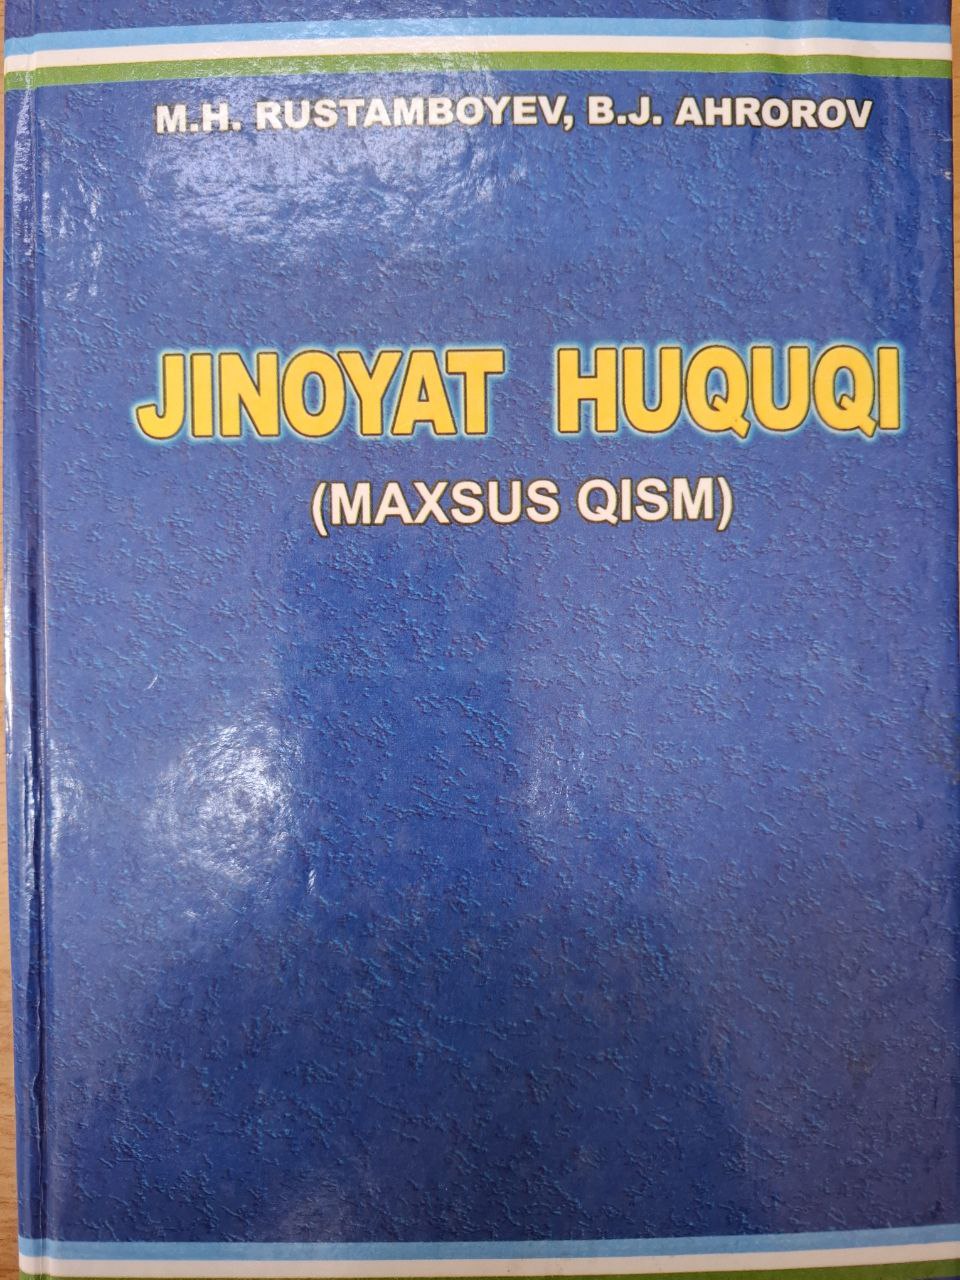 M.H. RUSTAMBOYEV, B.J. AHROROV
JINOYAT HUQUQI
(MAXSUS QISM)